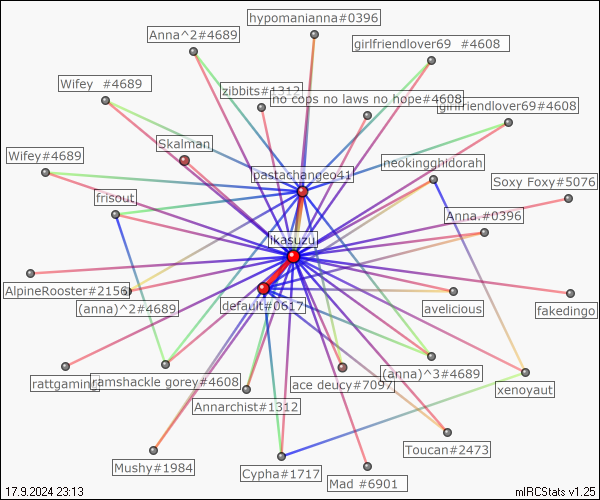 hypomanianna#0396
Anna^2#4689
girlfriendlover69 #4608
Wifey #4689
zibbits#1312
no cops no laws no hope#4608
girlfriendlover69#4608
Skalman
Wifey#4689
neokingghidorah
pastachangeo41
Soxy Foxy#5076
frisout
Anna.#0396
ikasuzu
AlpineRooster#2156
(anna)^2#4689
default#0617
avelicious
fakedingo
rattgaming
ramshackle gorey#4608
ace deucy#7097
(anna)^3#4689
xenoyaut
Annarchist#1312
Toucan#2473
Mushy#1984
Cypha#1717
Mad #6901
17.9.2024 23:13
mIRCStats v1.25